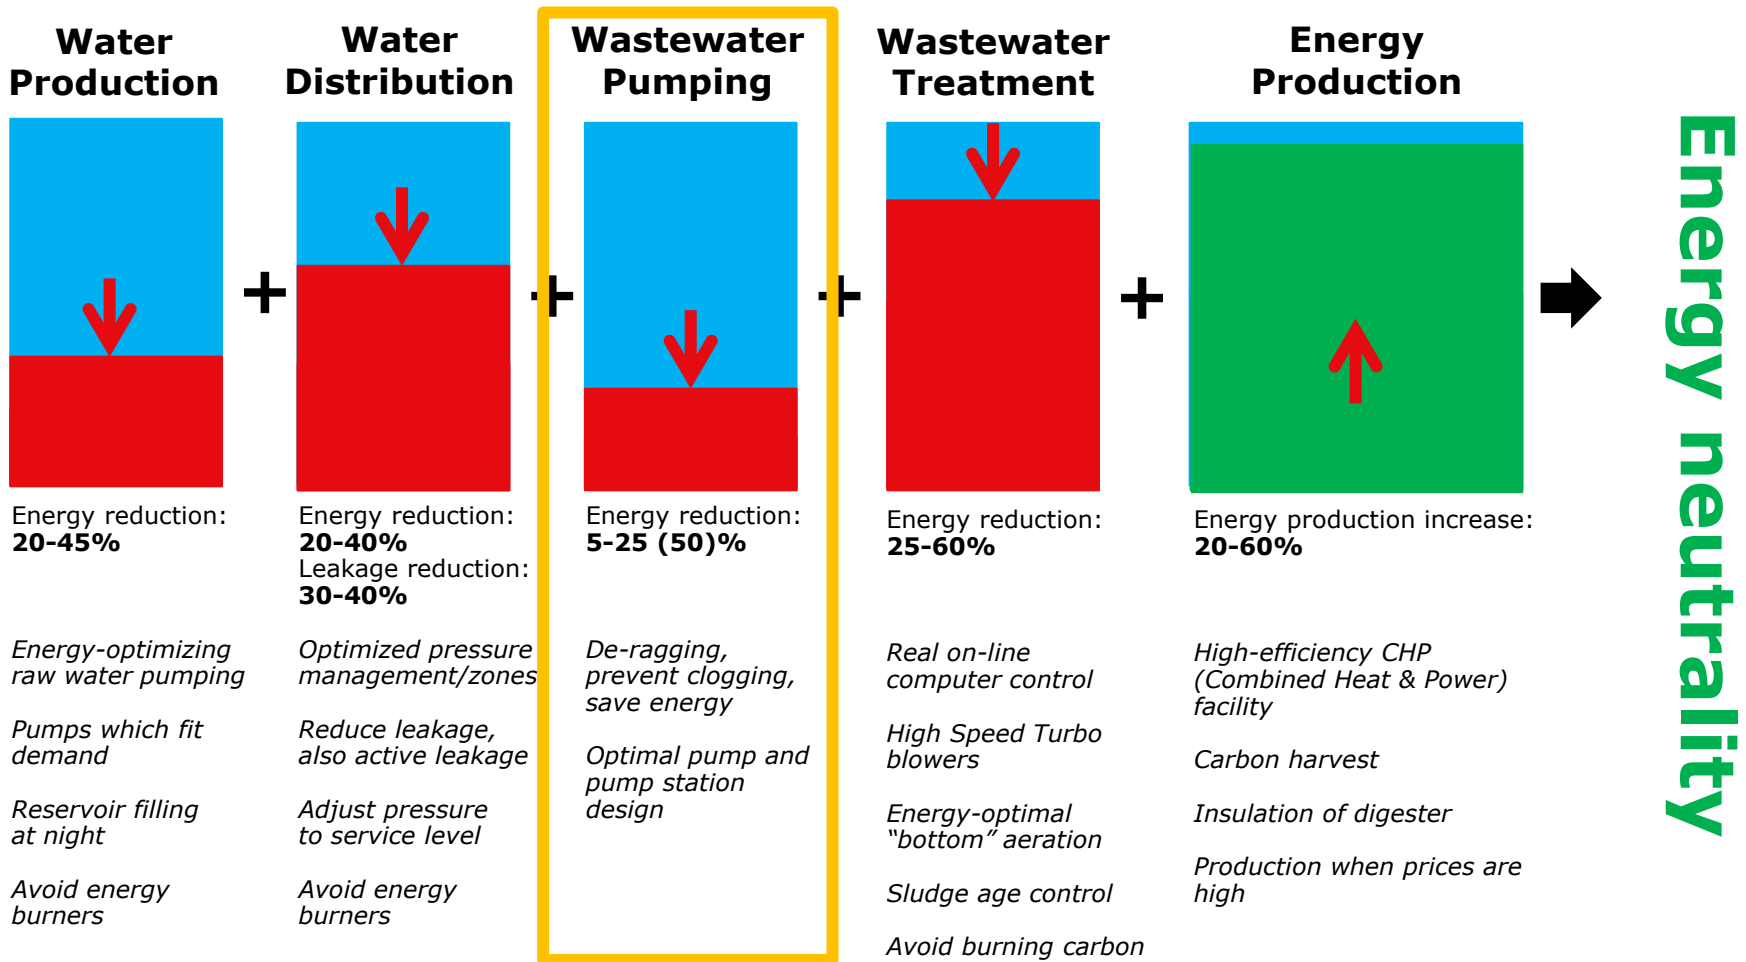 Water
Production
Energy reduction:
20-45%
Energy-optimizing
raw water pumping
Pumps which fit
demand
Reservoir filling
at night
Avoid energy
burners
+
Water
Distribution
Energy reduction:
20-40%
Leakage reduction:
30-40%
Optimized pressure
management/zones
Reduce leakage,
also active leakage
Adjust pressure
to service level
Avoid energy
burners
+
Wastewater
Pumping
Energy reduction:
5-25 (50)%
De-ragging,
prevent clogging,
save energy
Optimal pump and
pump station
design
+
Wastewater
Treatment
Energy reduction:
25-60%
Real on-line
computer control
High Speed Turbo
blowers
Energy-optimal
“bottom” aeration
Sludge age control
Avoid burning carbon
+
Energy
Production
Energy production increase:
20-60%
High-efficiency CHP
(Combined Heat & Power)
facility
Carbon harvest
Insulation of digester
Production when prices are
high
Energy neutrality